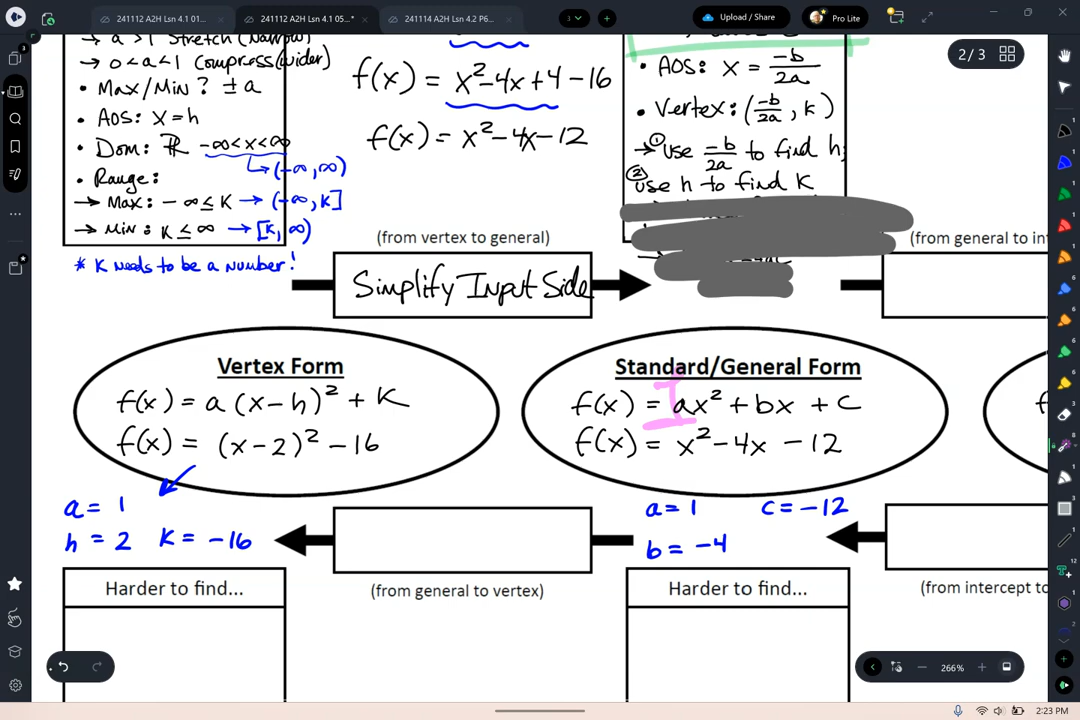 241112 A2H Lsn 4.1 01...
241112 A2H Lsn 4.1 05...*
241114 A2H Lsn 4.2 P6...
3
Upload / Share
Pro Lite
2/3
→ a > 1 Stretch (Narrow)
→ 0 < a < 1 Compress (wider)
• Max/Min? ± a
• AOS: X = h
• Dom: ℝ -∞ < x < ∞
↳ (-∞, ∞)
• Range:
→ Max: -∞ ≤ K → (-∞, K]
→ Min: K ≤ ∞ → [K, ∞)
* K needs to be a number!
f(x) = x²-4x+4-16
f(x) = x²-4x-12
• AOS: X = -b/2a
• Vertex: (-b/2a, K)
→ ① Use -b/2a to find h;
② Use h to find K
(from vertex to general)
(from general to int
Simplify Input Side
Vertex Form
f(x) = a(x-h)² + K
f(x) = (x-2)² - 16
Standard/General Form
f(x) = ax² + bx + c
f(x) = x² - 4x - 12
a = 1
h = 2 K = -16
a = 1 c = -12
b = -4
Harder to find...
(from general to vertex)
Harder to find...
(from intercept to
266%
2:23 PM